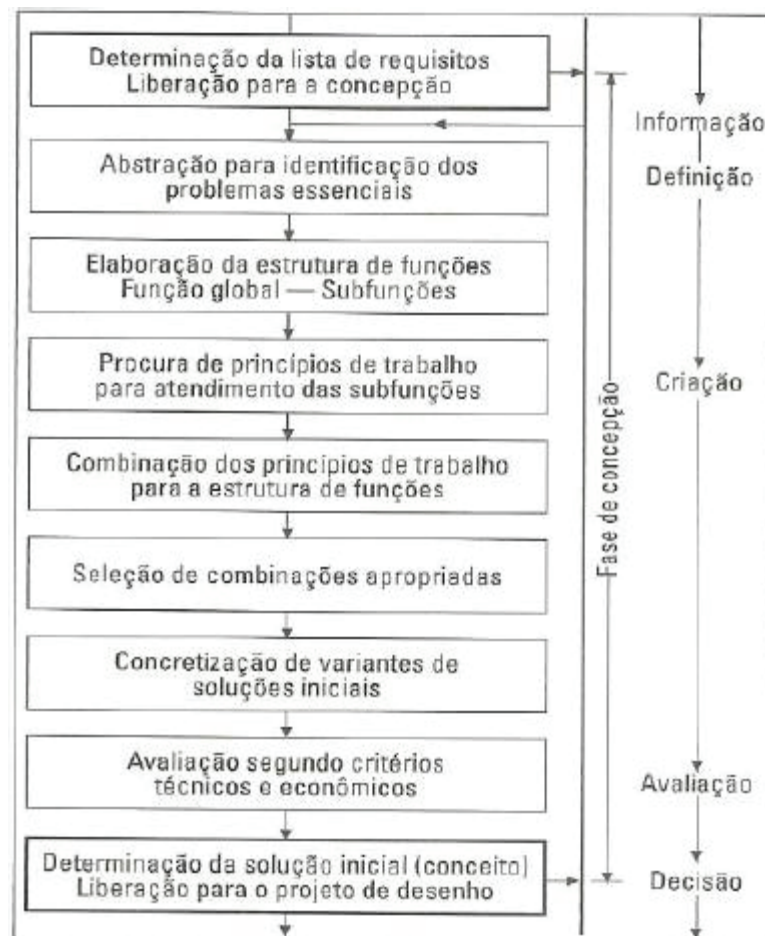 Determinação da lista de requisitos
Liberação para a concepção
Informação
Abstração para identificação dos
problemas essenciais
Definição
Elaboração da estrutura de funções
Função global — Subfunções
Procura de princípios de trabalho
para atendimento das subfunções
Criação
Combinação dos princípios de trabalho
para a estrutura de funções
Fase de concepção
Seleção de combinações apropriadas
Concretização de variantes de
soluções iniciais
Avaliação segundo critérios
técnicos e econômicos
Avaliação
Determinação da solução inicial (conceito)
Liberação para o projeto de desenho
Decisão